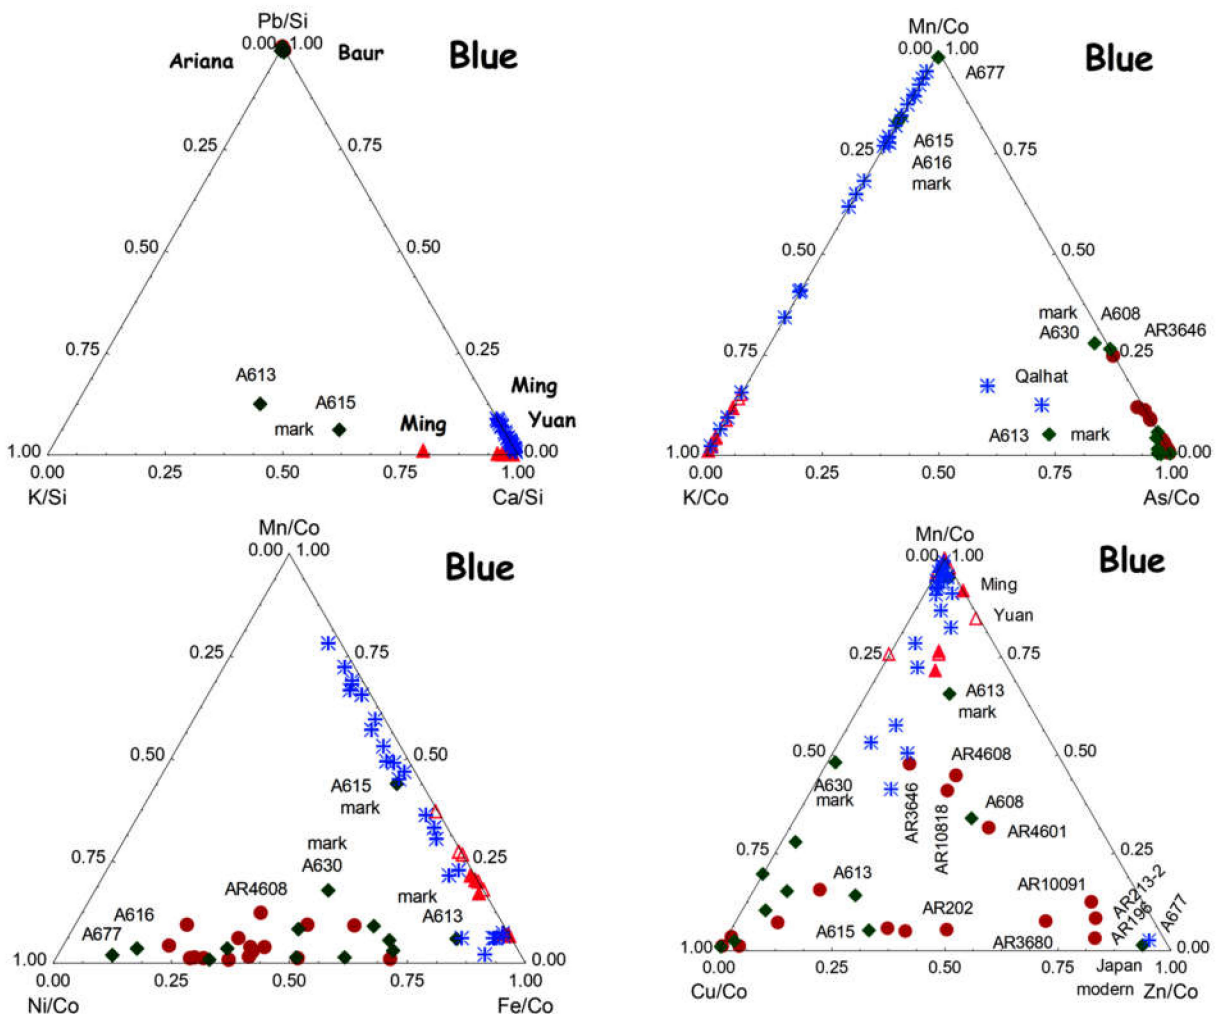 Pb/Si
0.00 1.00
Ariana
Baur
Blue
0.25
0.75
0.50
0.50
0.75
0.25
A613
A615
mark
Ming
Ming
Yuan
1.00
0.00
0.00
0.25
0.50
0.75
1.00
K/Si
Ca/Si
Mn/Co
0.00 1.00
Blue
A677
0.25
0.75
A615
A616
mark
0.50
0.50
mark
A630
A608
AR3646
0.75
0.25
Qalhat
A613
mark
1.00
0.00
0.00
0.25
0.50
0.75
1.00
K/Co
As/Co
Mn/Co
0.00 1.00
Blue
0.25
0.75
0.50
0.50
A615
mark
mark
A630
0.75
0.25
AR4608
mark
A613
A616
A677
1.00
0.00
0.00
0.25
0.50
0.75
1.00
Ni/Co
Fe/Co
Mn/Co
0.00 1.00
Blue
Ming
Yuan
0.25
0.75
A613
mark
0.50
0.50
A630
mark
AR3646
AR4608
AR10818
A608
AR4601
0.75
0.25
A613
AR10091
AR213-2
AR196
A677
A615
AR202
AR3680
1.00
0.00
0.00
0.25
0.50
0.75
1.00
Japan
modern
Cu/Co
Zn/Co